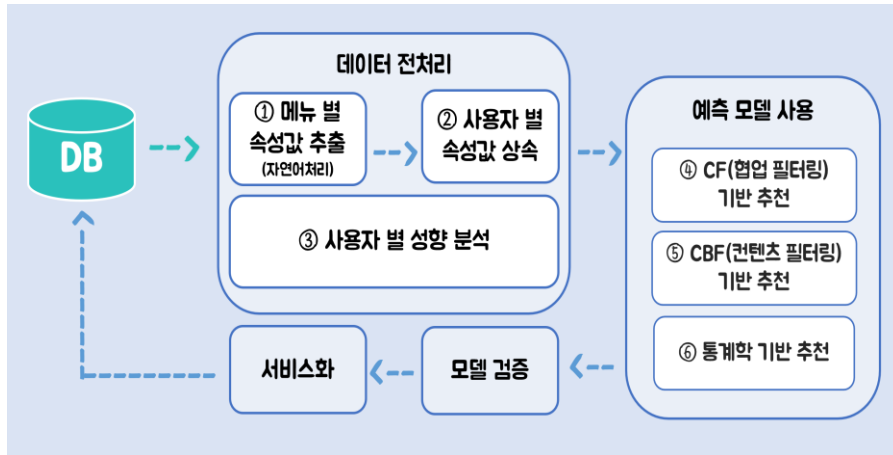 DB
데이터 전처리
① 메뉴 별
속성값 추출
(자연어처리)
② 사용자 별
속성값 상속
③ 사용자 별 성향 분석
예측 모델 사용
④ CF(협업 필터링)
기반 추천
⑤ CBF(컨텐츠 필터링)
기반 추천
⑥ 통계학 기반 추천
모델 검증
서비스화